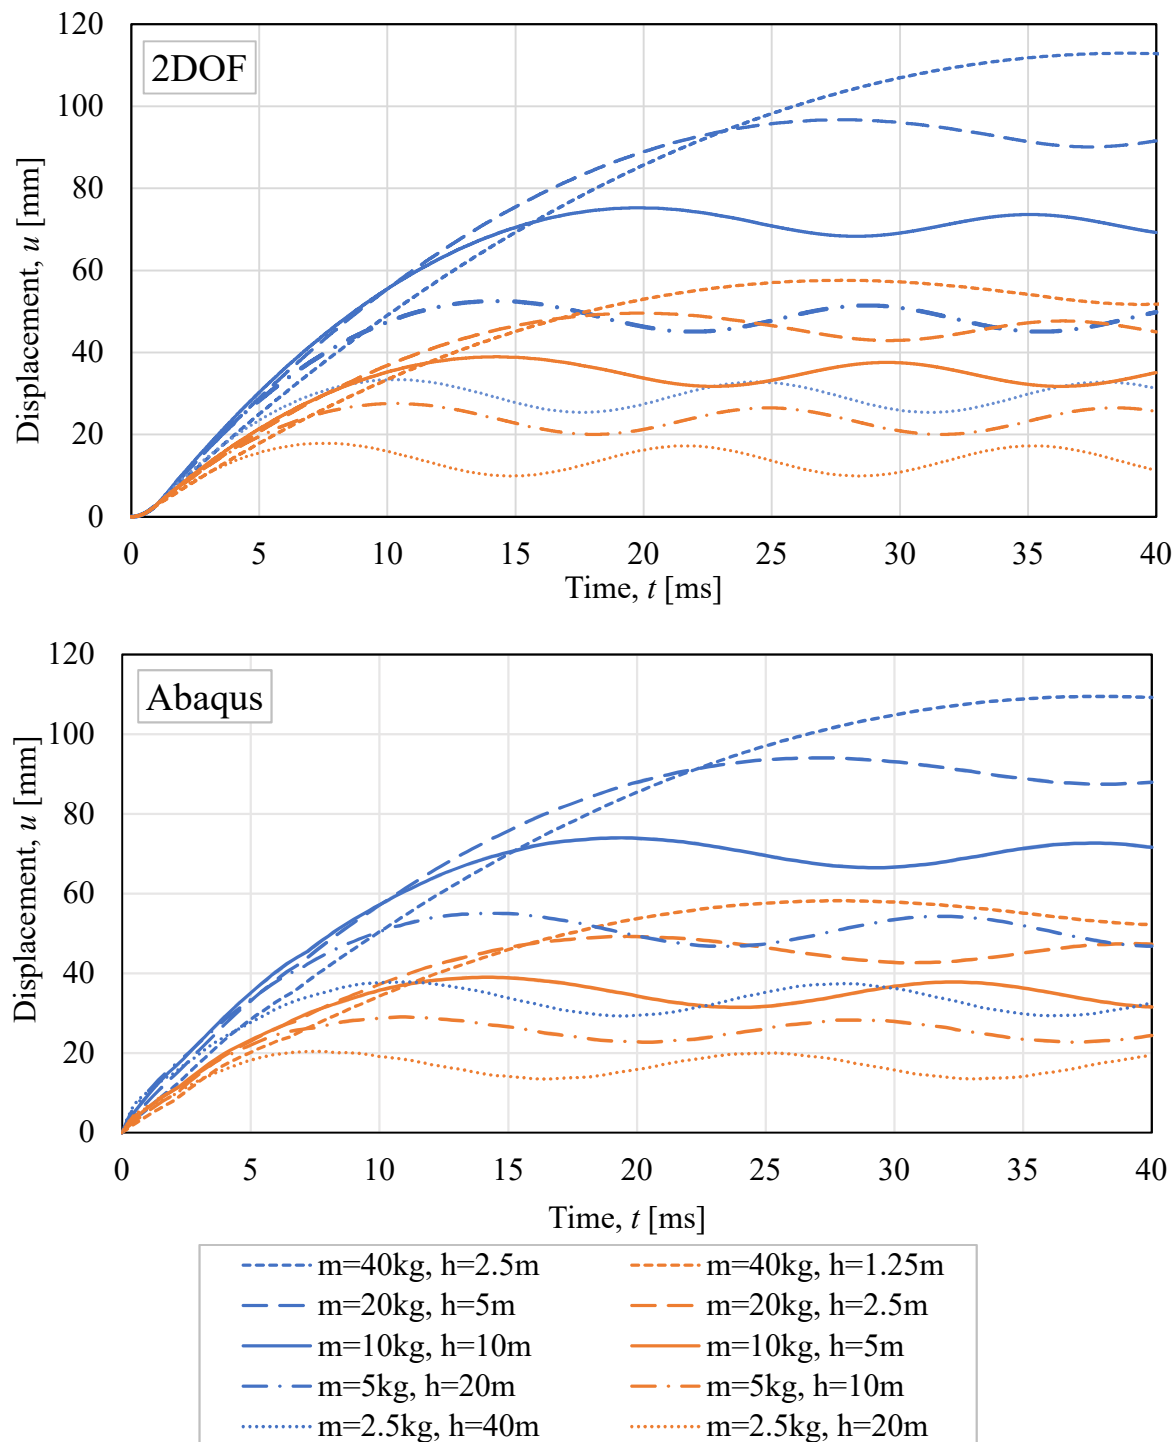 120
2DOF
100
80
60
40
20
0
Displacement, u [mm]
0 5 10 15 20 25 30 35 40
Time, t [ms]
120
Abaqus
100
80
60
40
20
0
Displacement, u [mm]
0 5 10 15 20 25 30 35 40
Time, t [ms]
m=40kg, h=2.5m m=40kg, h=1.25m
m=20kg, h=5m m=20kg, h=2.5m
m=10kg, h=10m m=10kg, h=5m
m=5kg, h=20m m=5kg, h=10m
m=2.5kg, h=40m m=2.5kg, h=20m